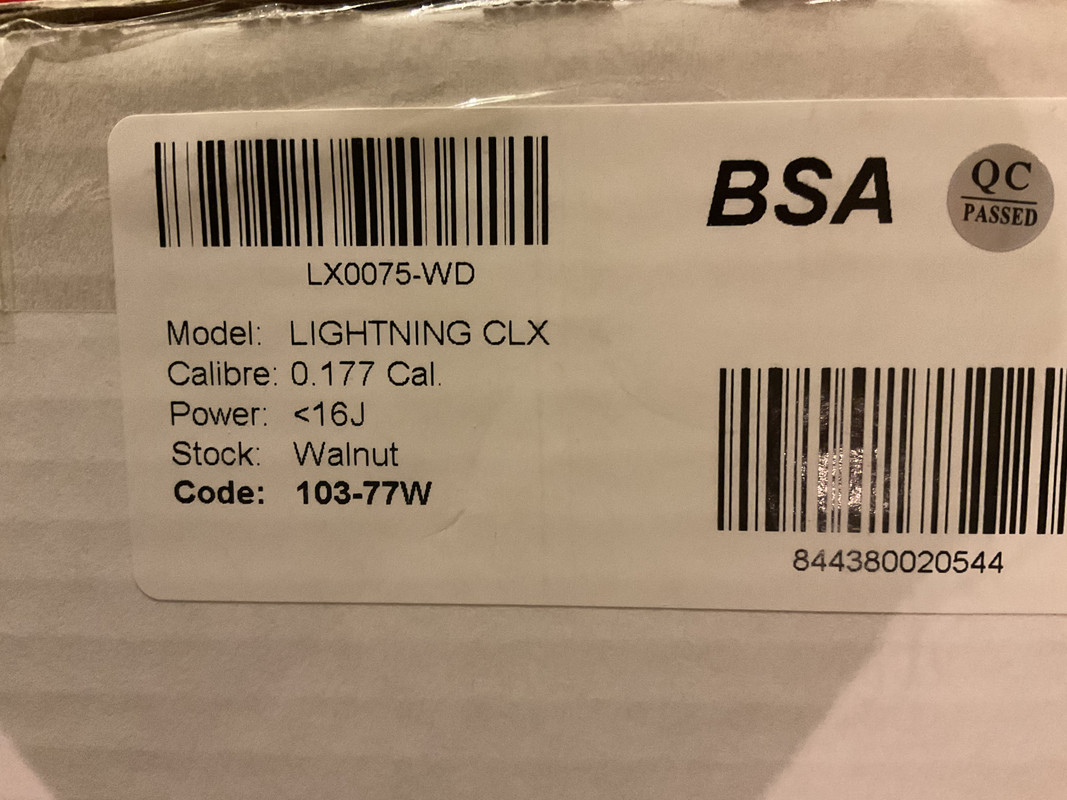 LX0075-WD
Model: LIGHTNING CLX
Calibre: 0.177 Cal.
Power: <16J
Stock: Walnut
Code: 103-77W
BSA
QC
PASSED
844380020544